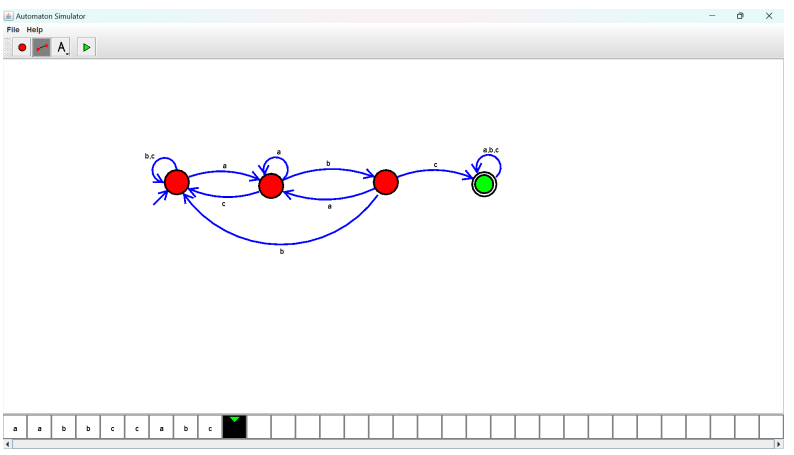 Automaton Simulator
File Help
A
b,c
a
a
b
c
a,b,c
c
a
b
a a b b c c a b c